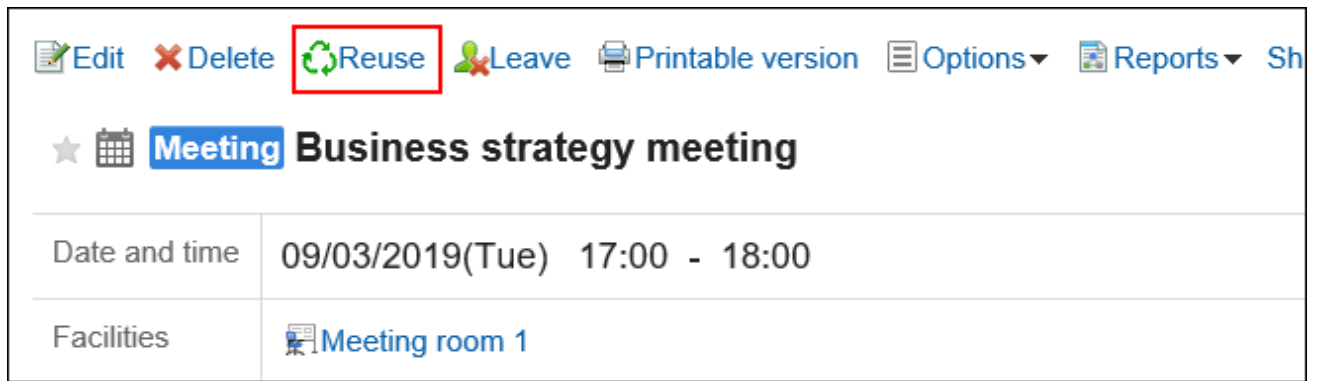 Edit Delete Reuse Leave Printable version Options Reports Sh
Meeting Business strategy meeting
Date and time 09/03/2019(Tue) 17:00 - 18:00
Facilities Meeting room 1